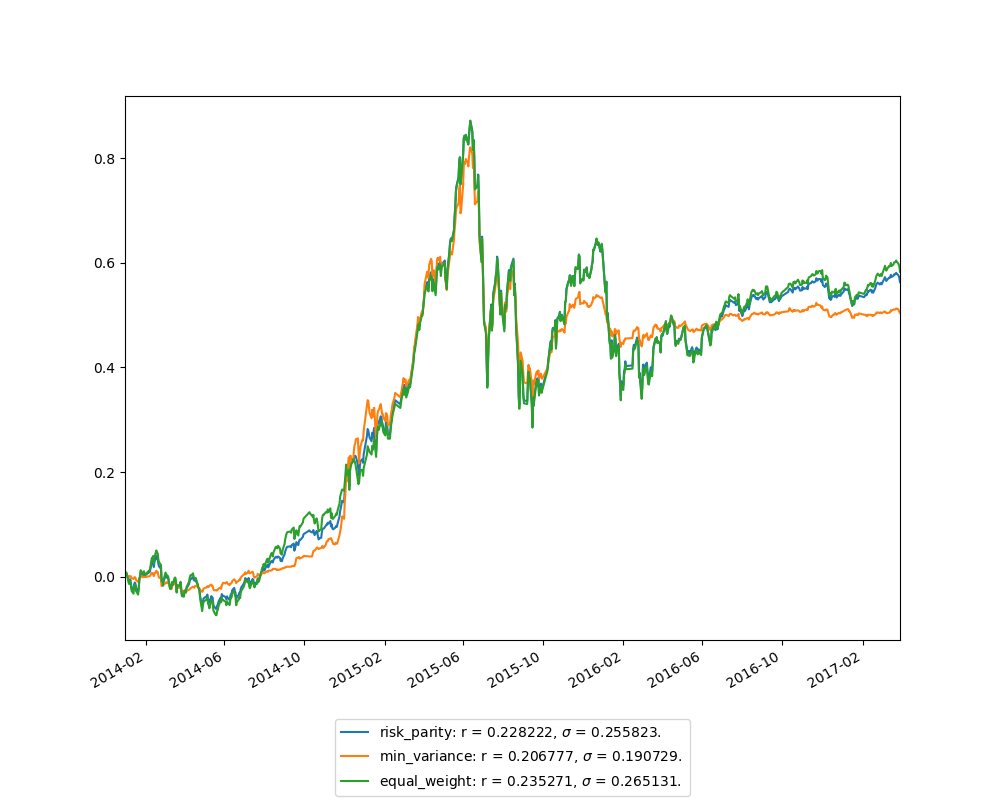 0.8
0.6
0.4
0.2
0.0
2014-02 2014-06 2014-10 2015-02 2015-06 2015-10 2016-02 2016-06 2016-10 2017-02
risk_parity: r = 0.228222, σ = 0.255823.
min_variance: r = 0.206777, σ = 0.190729.
equal_weight: r = 0.235271, σ = 0.265131.